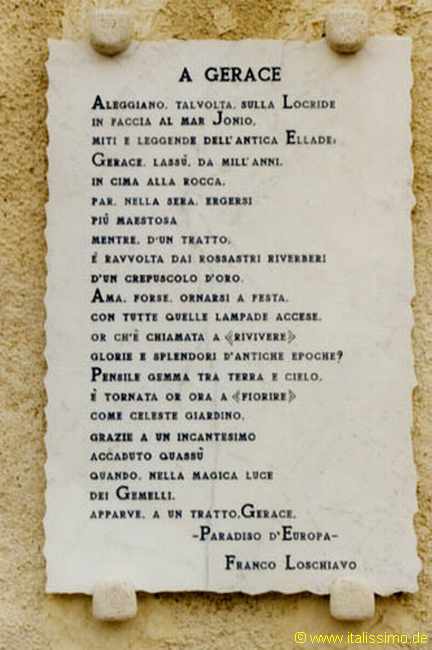 A GERACE
ALEGGIANO, TALVOLTA, SULLA LOCRIDE
IN FACCIA AL MAR JONIO,
MITI E LEGGENDE DELL'ANTICA ELLADE;
GERACE, LASSÙ, DA MILL'ANNI,
IN CIMA ALLA ROCCA,
PAR, NELLA SERA, ERGERSI
PIÙ MAESTOSA
MENTRE, D'UN TRATTO,
É RAVVOLTA DAI ROSSASTRI RIVERBERI
D'UN CREPUSCOLO D'ORO.
AMA, FORSE, ORNARSI A FESTA,
CON TUTTE QUELLE LAMPADE ACCESE,
OR CH'È CHIAMATA A «RIVIVERE»
GLORIE E SPLENDORI D'ANTICHE EPOCHE?
PENSILE GEMMA TRA TERRA E CIELO,
È TORNATA OR ORA A «FIORIRE»
COME CELESTE GIARDINO,
GRAZIE A UN INCANTESIMO
ACCADUTO QUASSÙ
QUANDO, NELLA MAGICA LUCE
DEI GEMELLI,
APPARVE, A UN TRATTO, GERACE,
-PARADISO D'EUROPA-
FRANCO LOSCHIAVO
© www.italissimo.de